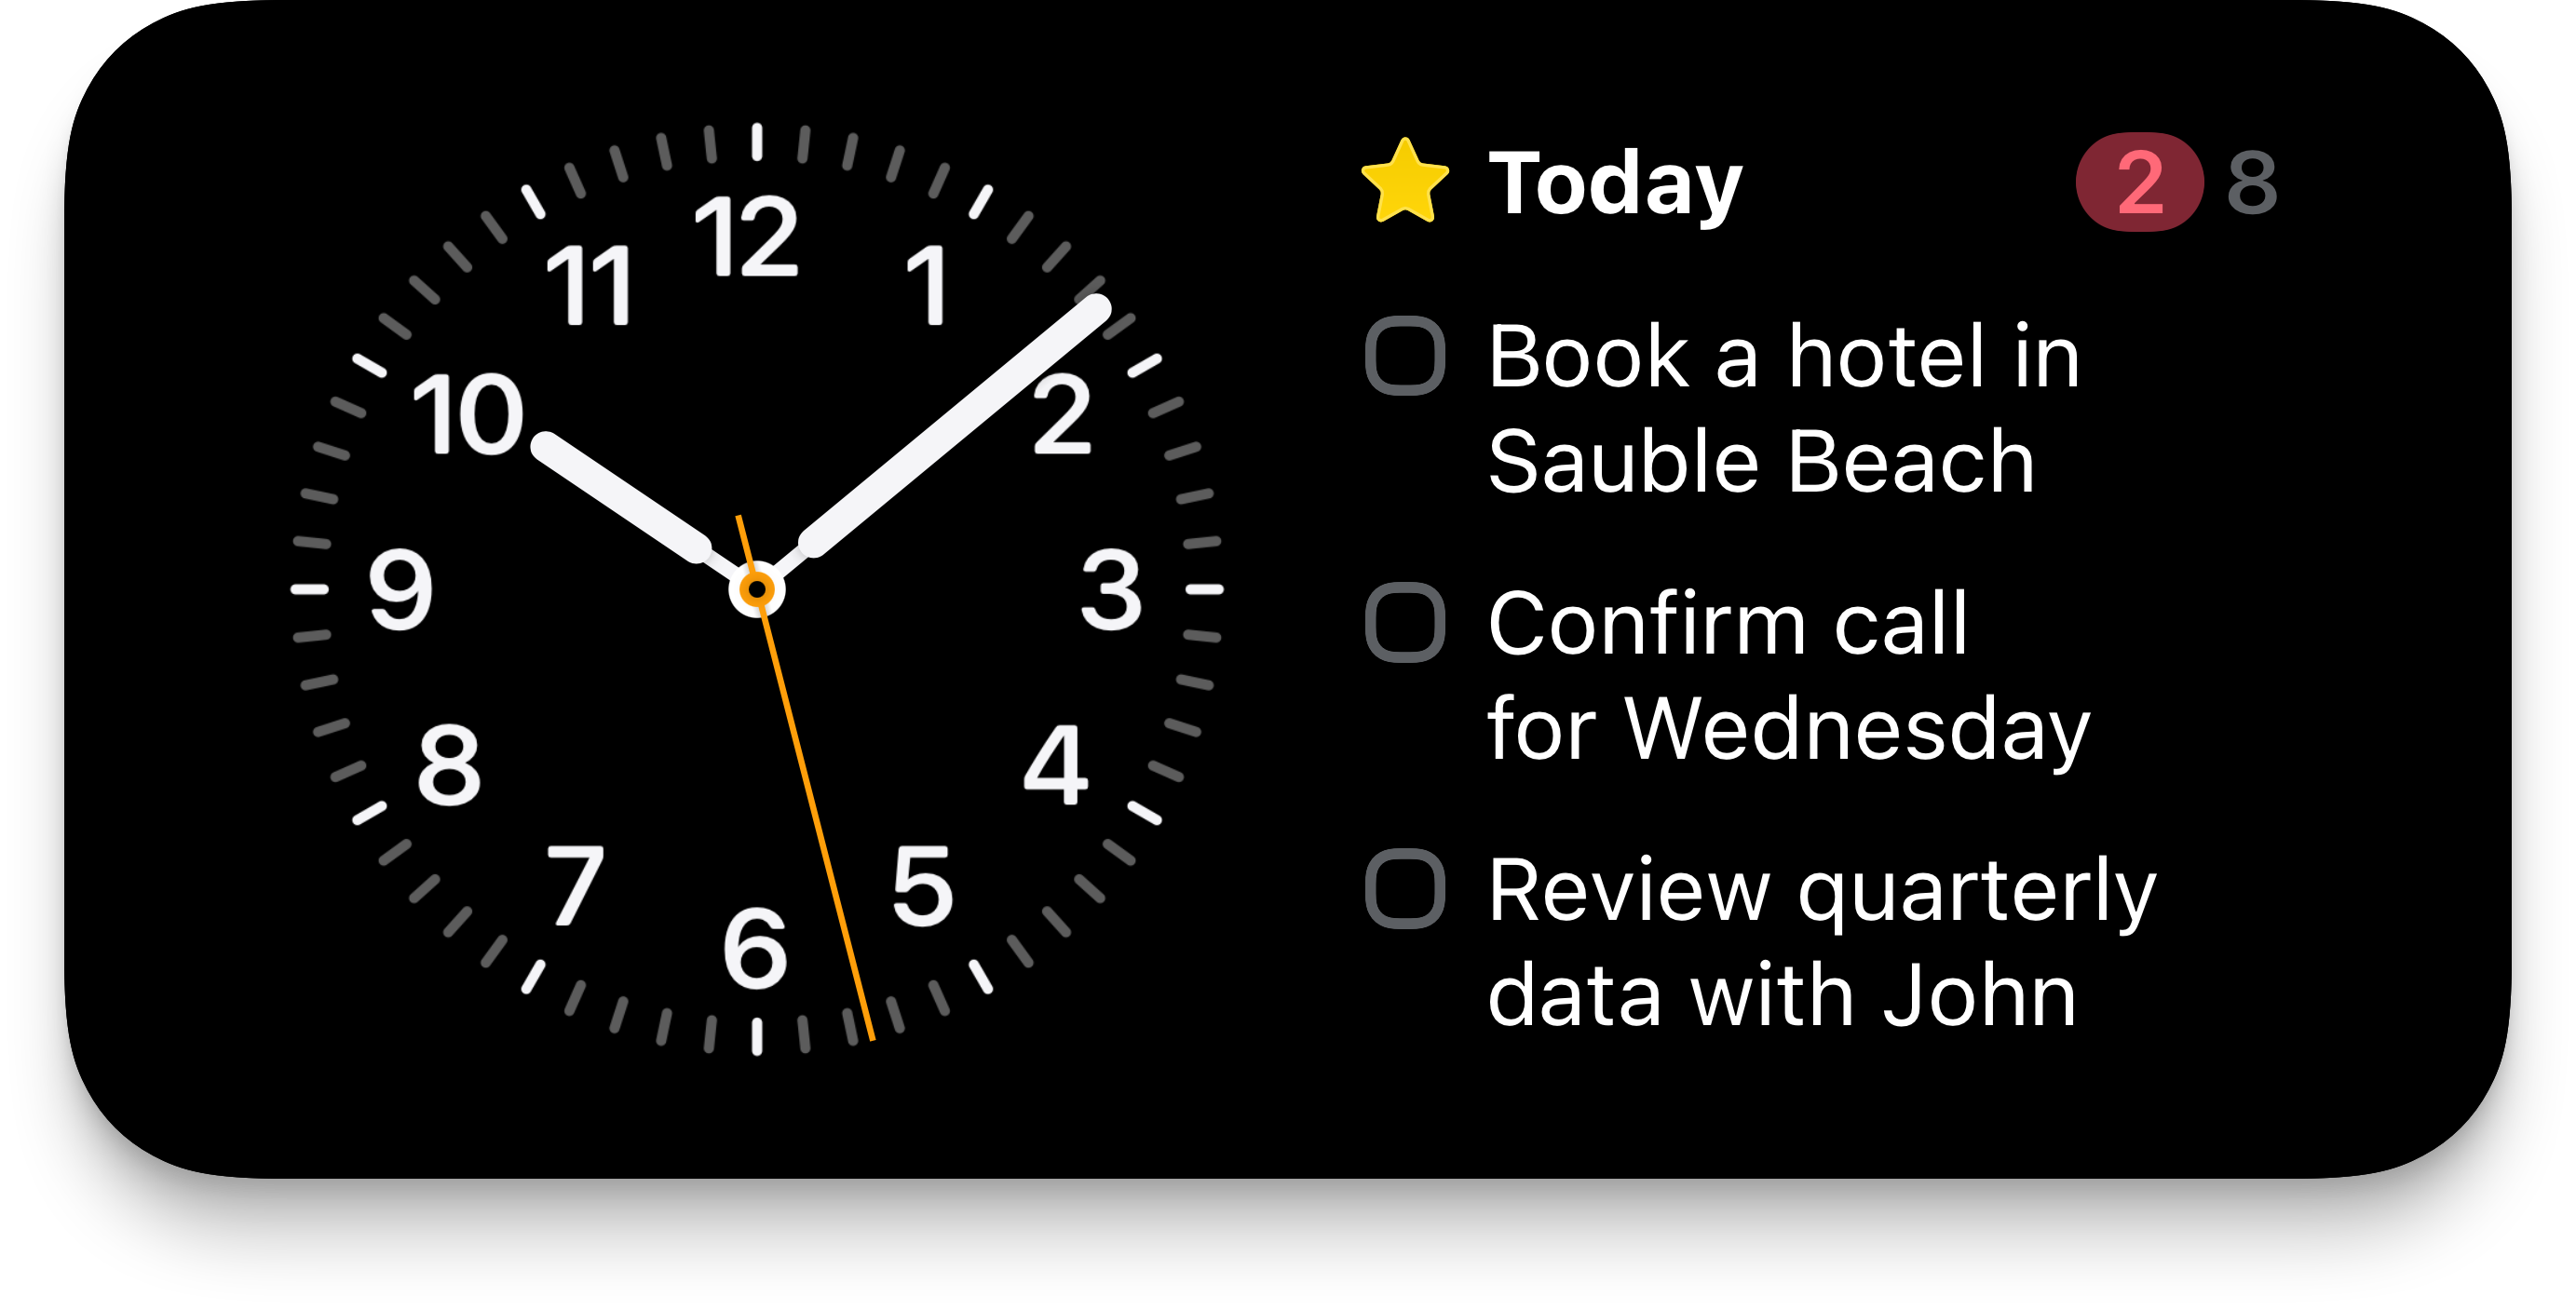 12
11 1
10 2
9 3
8 4
7 5
6
Today 2 8
Book a hotel in
Sauble Beach
Confirm call
for Wednesday
Review quarterly
data with John